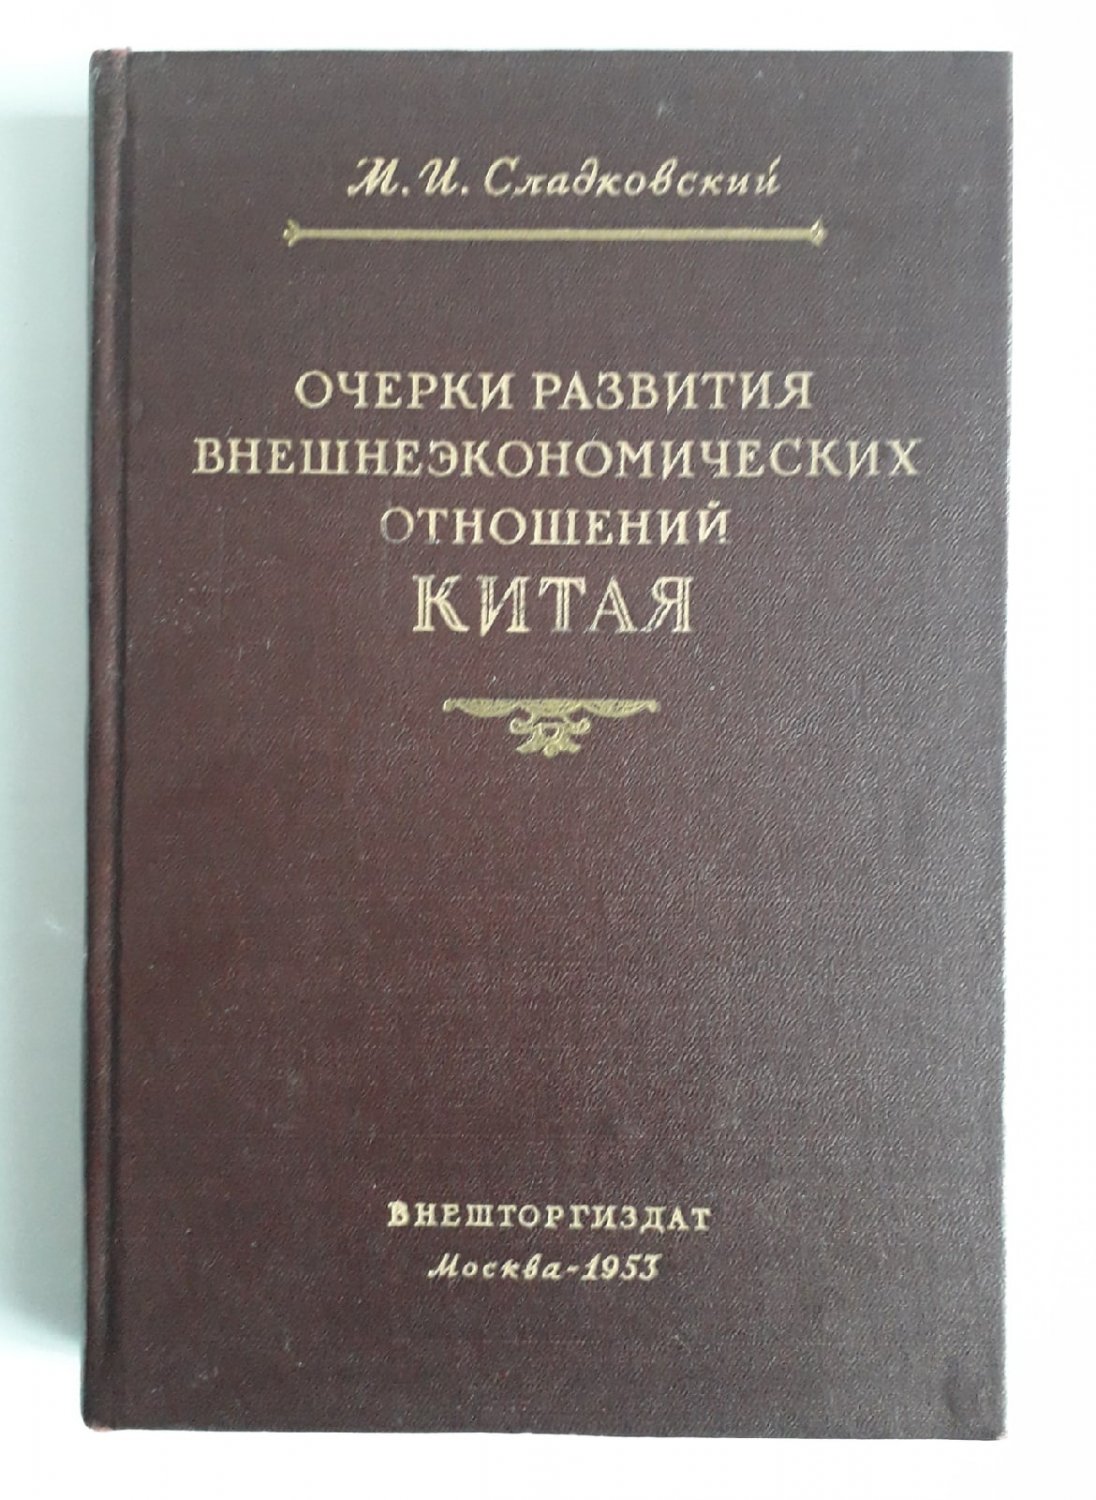 М. И. Сладковский
ОЧЕРКИ РАЗВИТИЯ
ВНЕШНЕЭКОНОМИЧЕСКИХ
ОТНОШЕНИЙ
КИТАЯ
ВНЕШТОРГИЗДАТ
Москва-1953